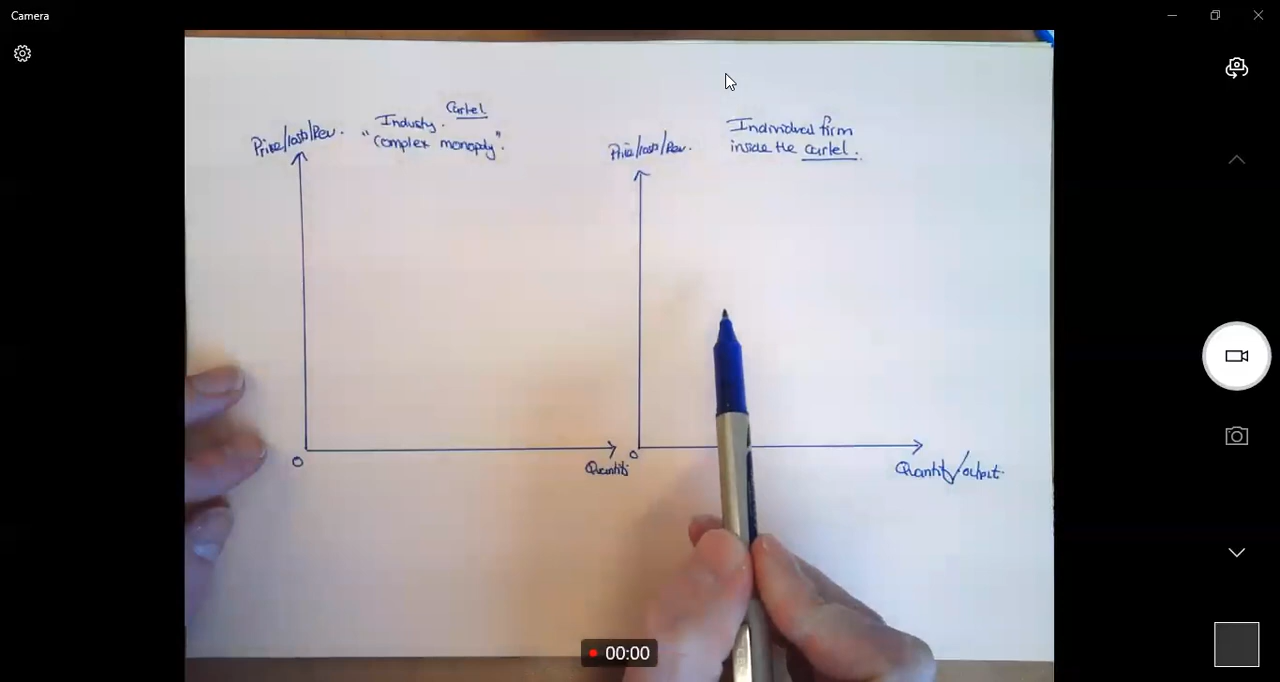 Camera
Cartel
Industry.
"Complex monopoly".
Price/costs/Rev.
0
Quantiti
Individual firm
inside the cartel.
Price/costs/Rev.
0
Quantity/output.
00:00